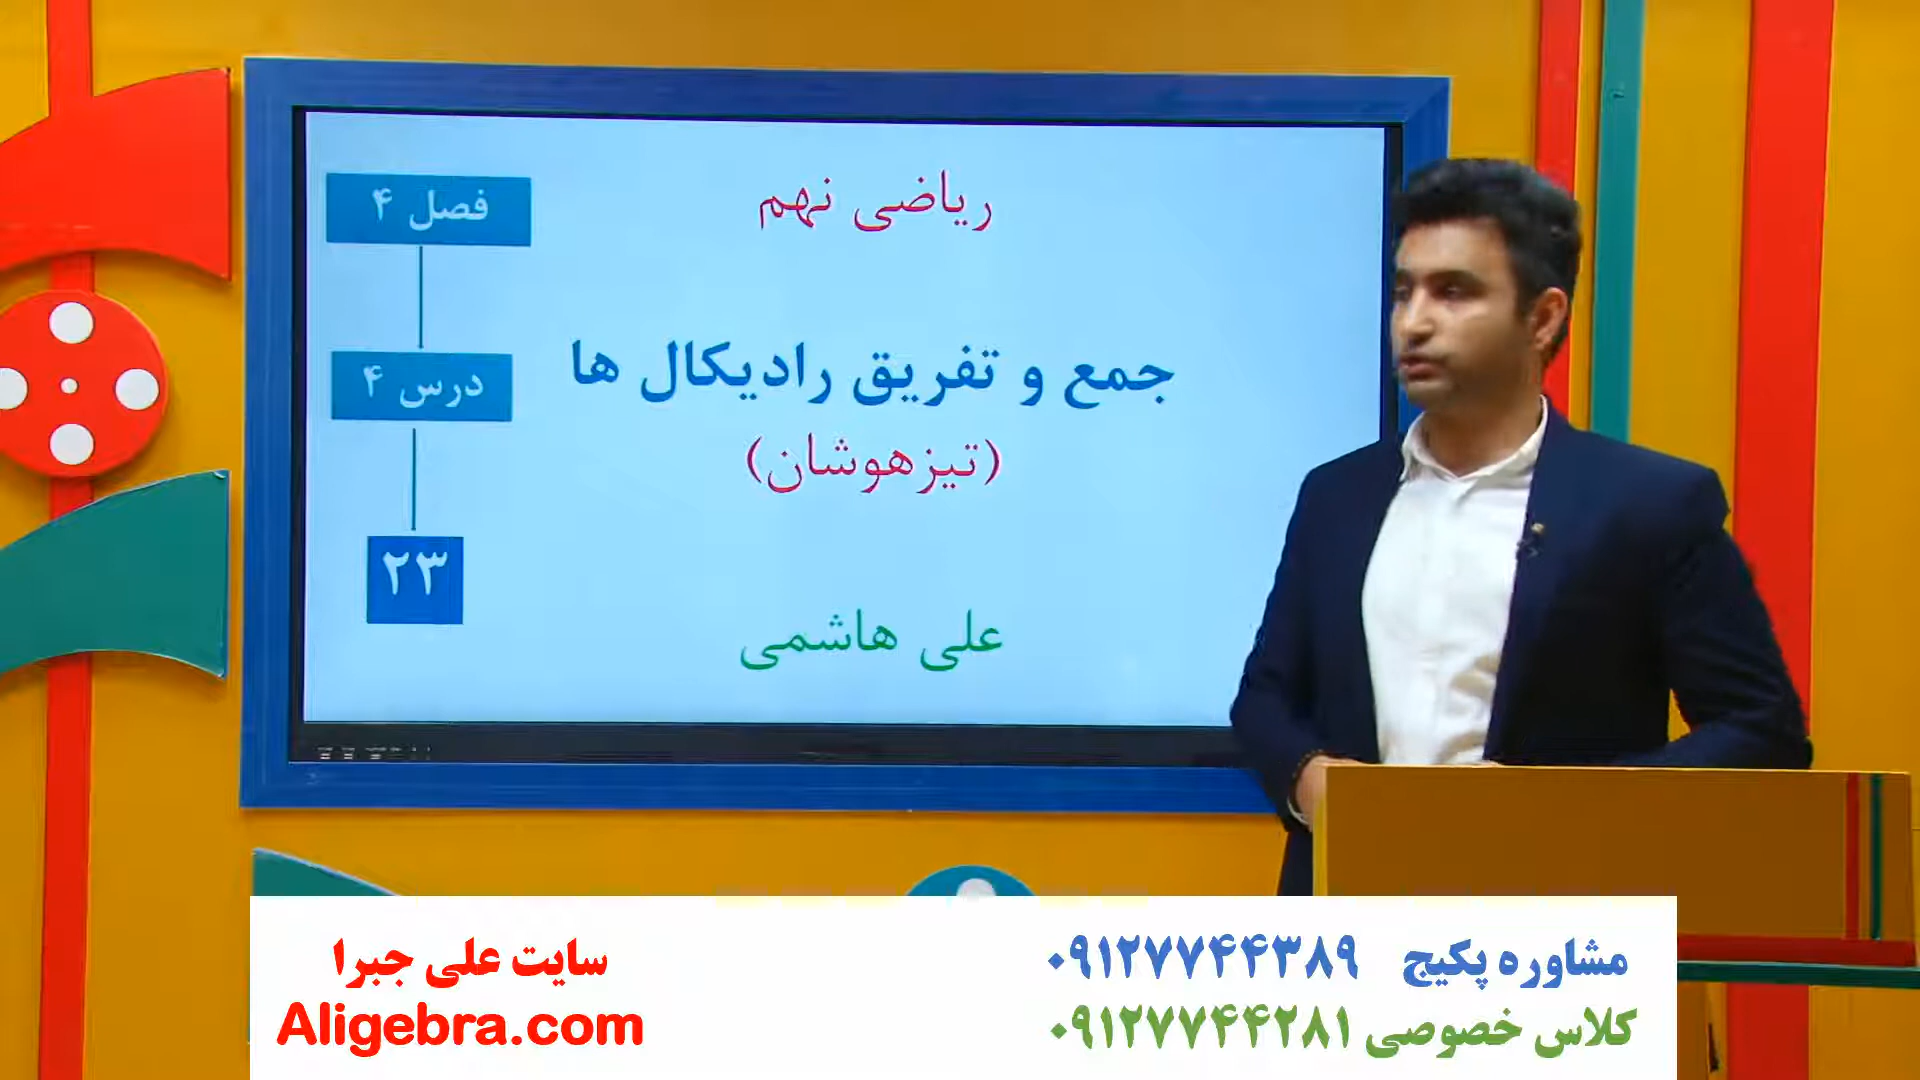 ریاضی نهم
فصل ۴
جمع و تفریق رادیکال ها
درس ۴
(تیزهوشان)
۲۳
علی هاشمی
مشاوره پکیج ۰۹۱۲۷۷۴۴۳۸۹
کلاس خصوصی ۰۹۱۲۷۷۴۴۲۸۱
سایت علی جبرا
Aligebra.com